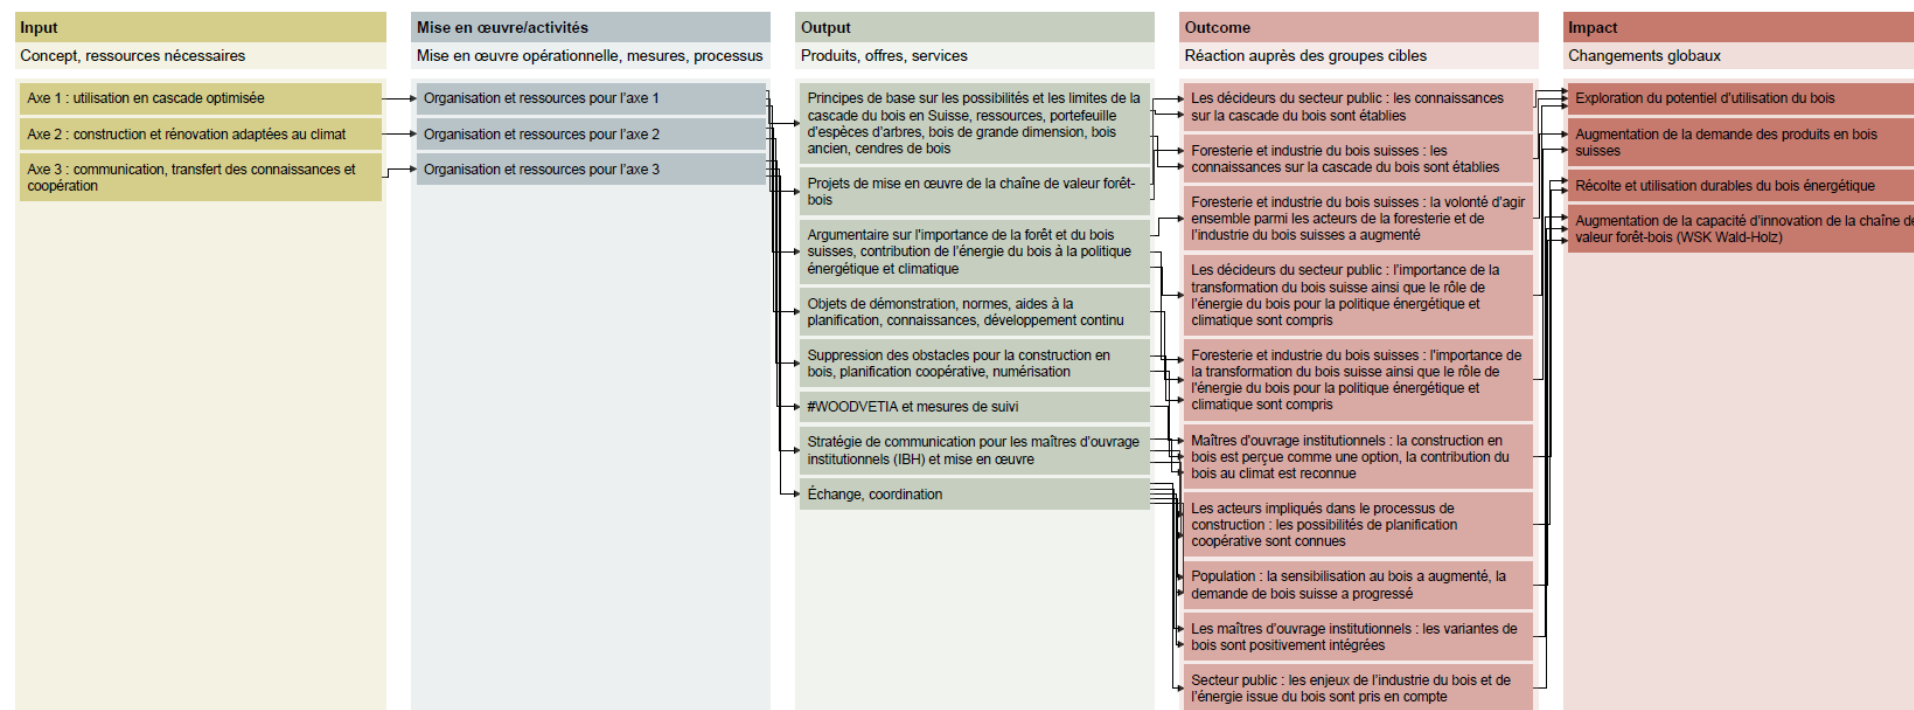 Input
Concept, ressources nécessaires
Axe 1 : utilisation en cascade optimisée
Axe 2 : construction et rénovation adaptées au climat
Axe 3 : communication, transfert des connaissances et
coopération
Mise en œuvre/activités
Mise en œuvre opérationnelle, mesures, processus
Organisation et ressources pour l'axe 1
Organisation et ressources pour l'axe 2
Organisation et ressources pour l'axe 3
Output
Produits, offres, services
Principes de base sur les possibilités et les limites de la
cascade du bois en Suisse, ressources, portefeuille
d'espèces d'arbres, bois de grande dimension, bois
ancien, cendres de bois
Projets de mise en œuvre de la chaîne de valeur forêt-
bois
Argumentaire sur l'importance de la forêt et du bois
suisses, contribution de l'énergie du bois à la politique
énergétique et climatique
Objets de démonstration, normes, aides à la
planification, connaissances, développement continu
Suppression des obstacles pour la construction en
bois, planification coopérative, numérisation
#WOODVETIA et mesures de suivi
Stratégie de communication pour les maîtres d'ouvrage
institutionnels (IBH) et mise en œuvre
Échange, coordination
Outcome
Réaction auprès des groupes cibles
Les décideurs du secteur public : les connaissances
sur la cascade du bois sont établies
Foresterie et industrie du bois suisses : les
connaissances sur la cascade du bois sont établies
Foresterie et industrie du bois suisses : la volonté d'agir
ensemble parmi les acteurs de la foresterie et de
l'industrie du bois suisses a augmenté
Les décideurs du secteur public : l'importance de la
transformation du bois suisse ainsi que le rôle de
l'énergie du bois pour la politique énergétique et
climatique sont compris
Foresterie et industrie du bois suisses : l'importance de
la transformation du bois suisse ainsi que le rôle de
l'énergie du bois pour la politique énergétique et
climatique sont compris
Maîtres d'ouvrage institutionnels : la construction en
bois est perçue comme une option, la contribution du
bois au climat est reconnue
Les acteurs impliqués dans le processus de
construction : les possibilités de planification
coopérative sont connues
Population : la sensibilisation au bois a augmenté, la
demande de bois suisse a progressé
Les maîtres d'ouvrage institutionnels : les variantes de
bois sont positivement intégrées
Secteur public : les enjeux de l'industrie du bois et de
l'énergie issue du bois sont pris en compte
Impact
Changements globaux
Exploration du potentiel d'utilisation du bois
Augmentation de la demande des produits en bois
suisses
Récolte et utilisation durables du bois énergétique
Augmentation de la capacité d'innovation de la chaîne de
valeur forêt-bois (WSK Wald-Holz)